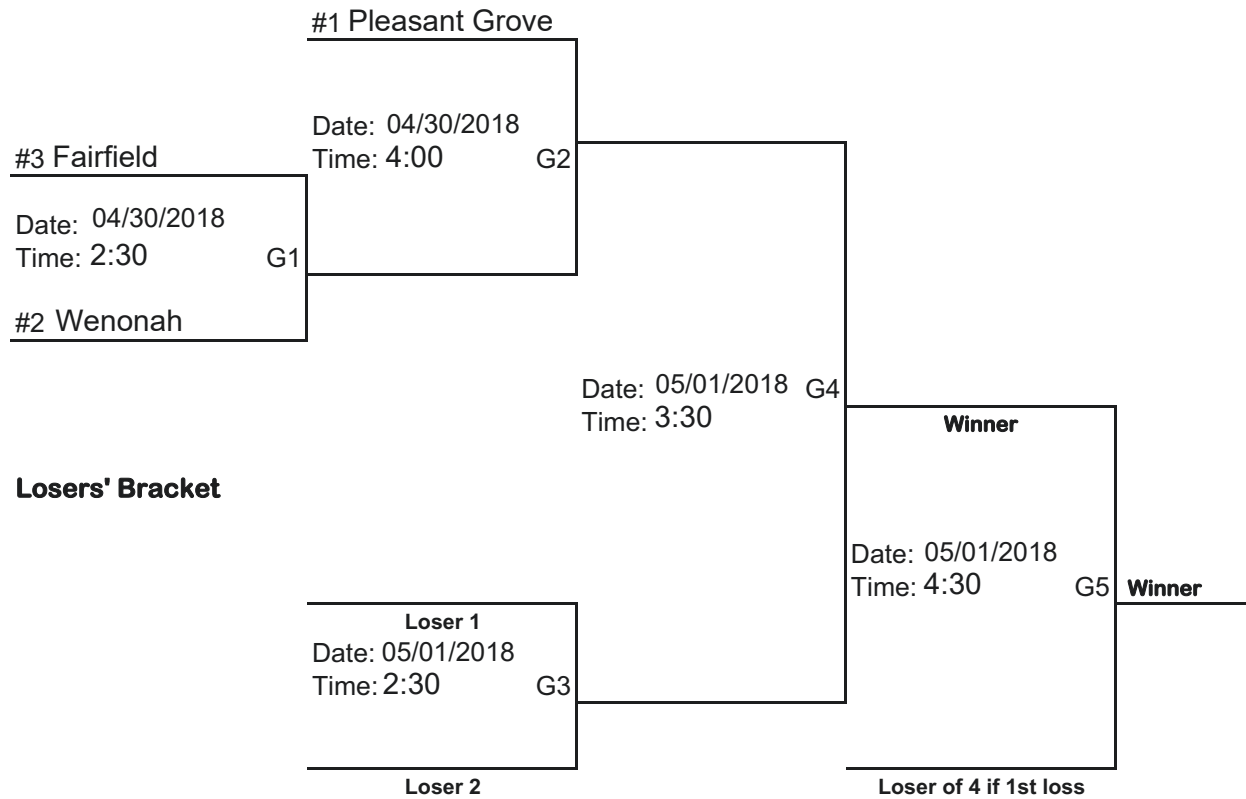 #1 Pleasant Grove
Date: 04/30/2018
Time: 4:00 G2
#3 Fairfield
Date: 04/30/2018
Time: 2:30 G1
#2 Wenonah
Date: 05/01/2018 G4
Time: 3:30
Winner
Losers' Bracket
Date: 05/01/2018
Time: 4:30 G5 Winner
Loser 1
Date: 05/01/2018
Time: 2:30 G3
Loser 2
Loser of 4 if 1st loss